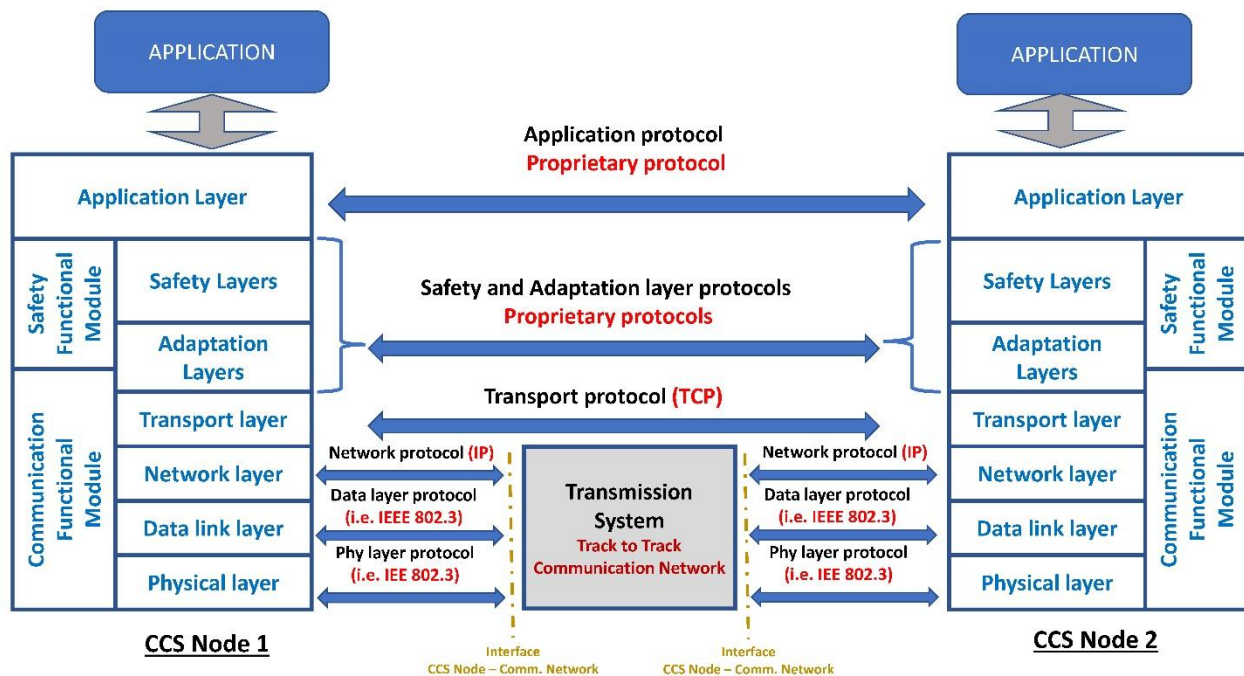 APPLICATION
APPLICATION
Application protocol
Proprietary protocol
Application Layer
Application Layer
Safety Functional Module
Safety Layers
Adaptation
Layers
Safety and Adaptation layer protocols
Proprietary protocols
Safety Layers
Adaptation
Layers
Safety Functional Module
Communication Functional Module
Transport layer
Network layer
Data link layer
Physical layer
Transport protocol (TCP)
Network protocol (IP)
Data layer protocol
(i.e. IEEE 802.3)
Phy layer protocol
(i.e. IEE 802.3)
Transmission
System
Track to Track
Communication Network
Network protocol (IP)
Data layer protocol
(i.e. IEEE 802.3)
Phy layer protocol
(i.e. IEE 802.3)
Transport layer
Network layer
Data link layer
Physical layer
Communication Functional Module
CCS Node 1
Interface
CCS Node – Comm. Network
Interface
CCS Node – Comm. Network
CCS Node 2